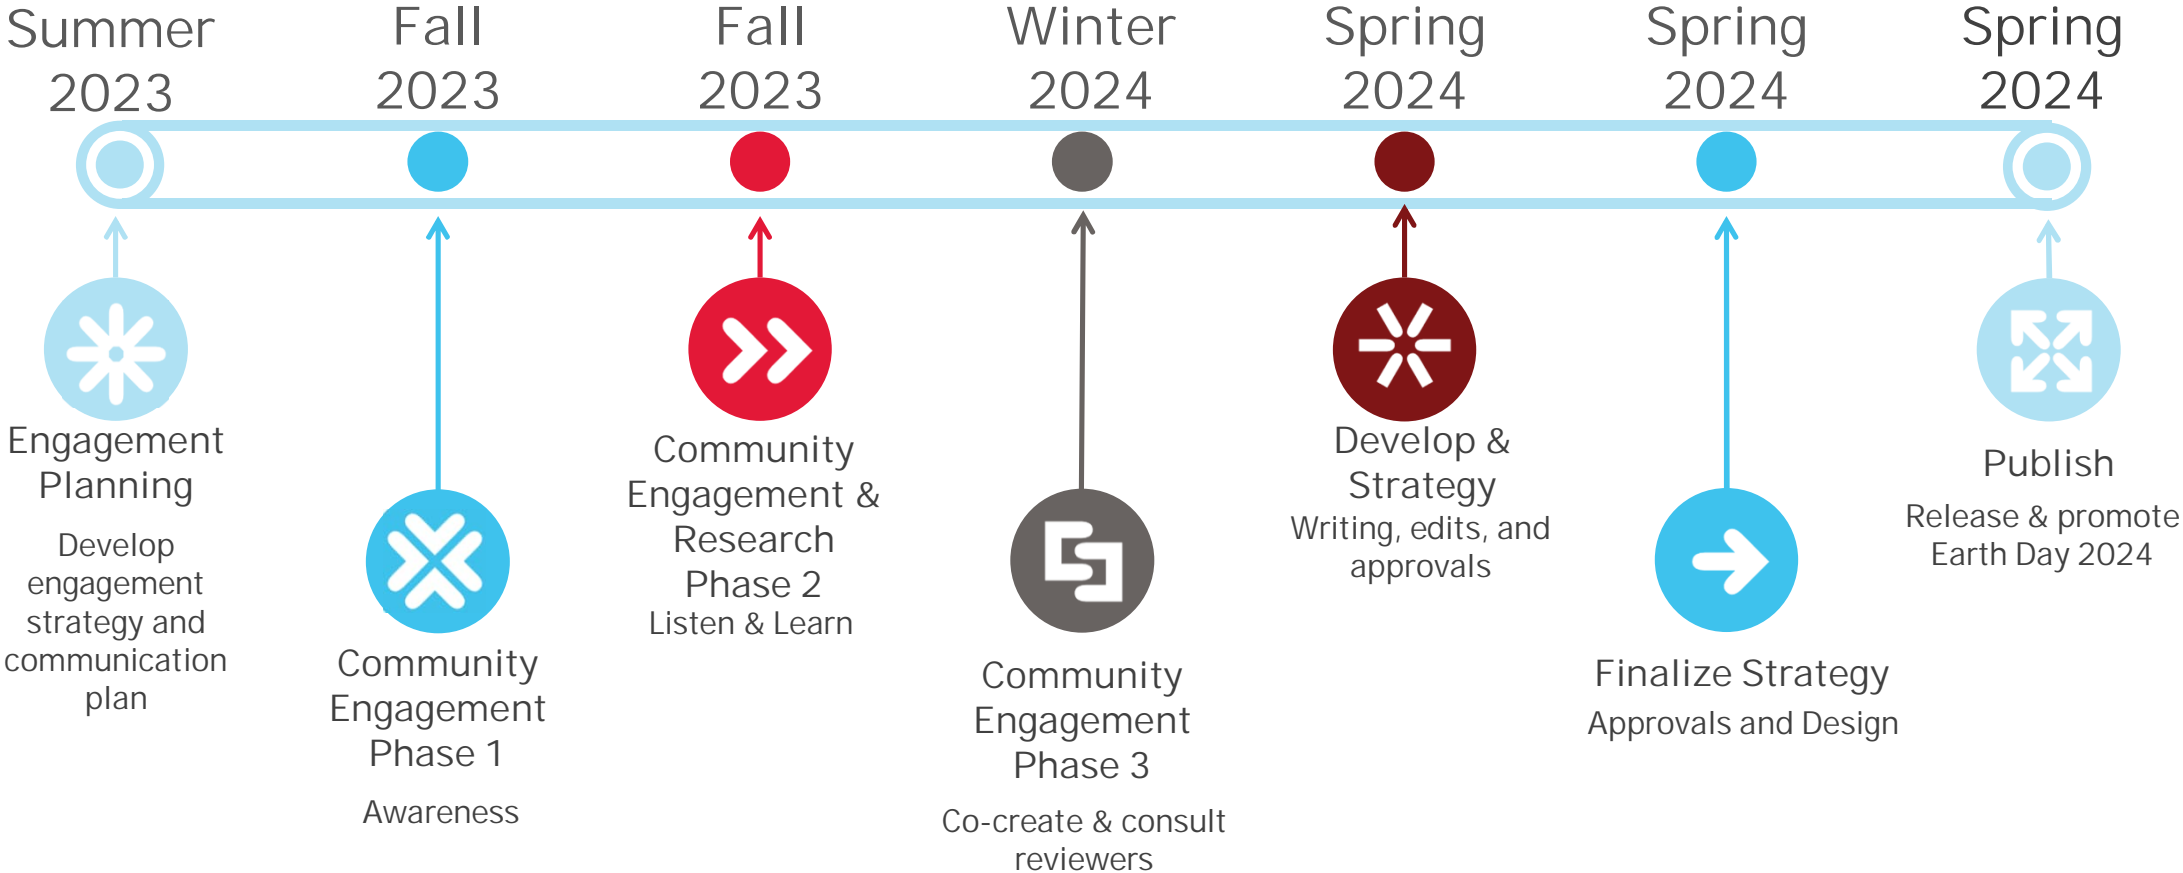 Summer
2023
Fall
2023
Fall
2023
Winter
2024
Spring
2024
Spring
2024
Spring
2024
Engagement
Planning
Develop
engagement
strategy and
communication
plan
Community
Engagement
Phase 1
Awareness
Community
Engagement &
Research
Phase 2
Listen & Learn
Community
Engagement
Phase 3
Co-create & consult
reviewers
Develop &
Strategy
Writing, edits, and
approvals
Finalize Strategy
Approvals and Design
Publish
Release & promote
Earth Day 2024